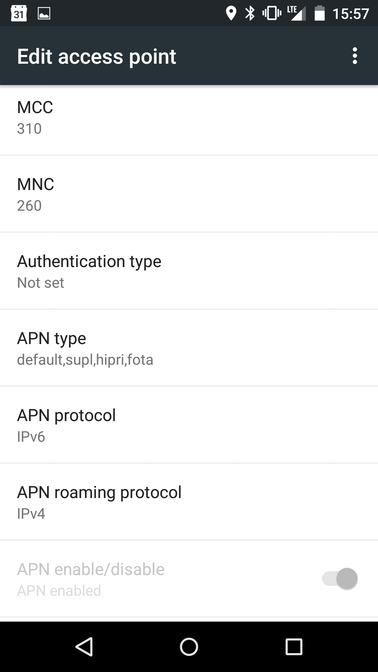 31
LTE
15:57
Edit access point
MCC
310
MNC
260
Authentication type
Not set
APN type
default,supl,hipri,fota
APN protocol
IPv6
APN roaming protocol
IPv4
APN enable/disable
APN enabled